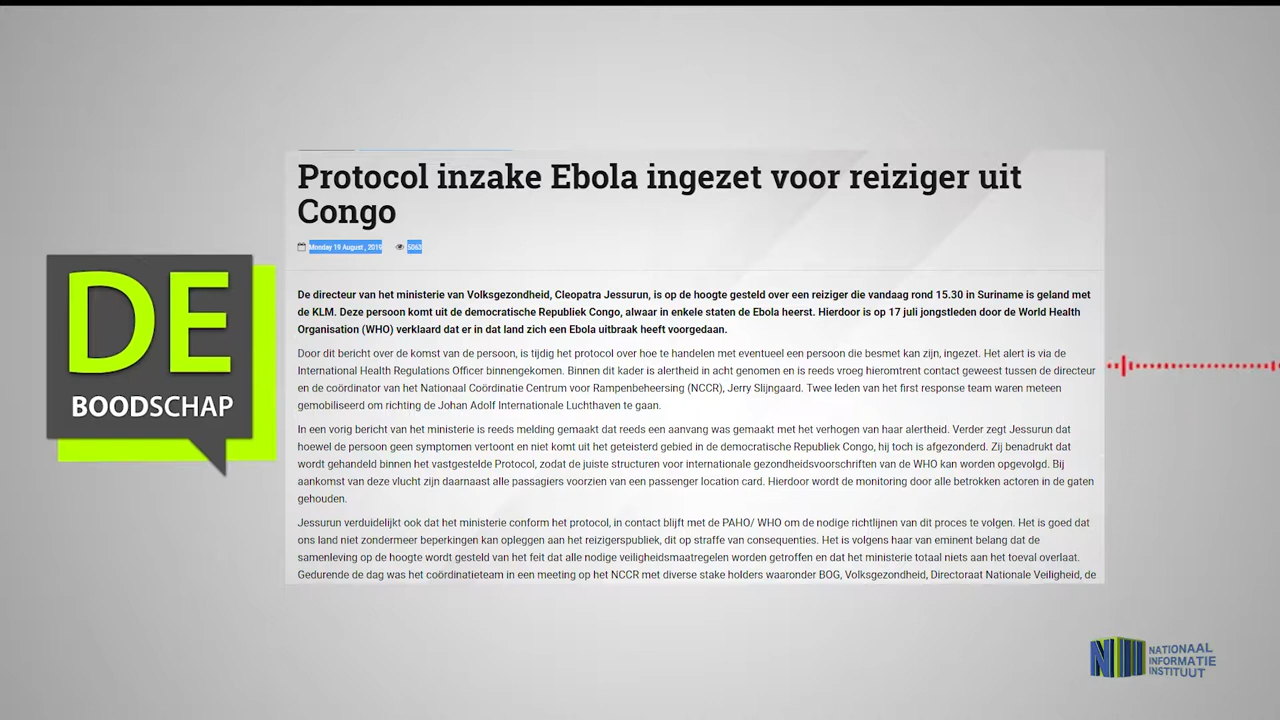 Protocol inzake Ebola ingezet voor reiziger uit
Congo
Monday 19 August , 2019 5063
De directeur van het ministerie van Volksgezondheid, Cleopatra Jessurun, is op de hoogte gesteld over een reiziger die vandaag rond 15.30 in Suriname is geland met
de KLM. Deze persoon komt uit de democratische Republiek Congo, alwaar in enkele staten de Ebola heerst. Hierdoor is op 17 juli jongstleden door de World Health
Organisation (WHO) verklaard dat er in dat land zich een Ebola uitbraak heeft voorgedaan.
Door dit bericht over de komst van de persoon, is tijdig het protocol over hoe te handelen met eventueel een persoon die besmet kan zijn, ingezet. Het alert is via de
International Health Regulations Officer binnengekomen. Binnen dit kader is alertheid in acht genomen en is reeds vroeg hieromtrent contact geweest tussen de directeur
en de coördinator van het Nationaal Coördinatie Centrum voor Rampenbeheersing (NCCR), Jerry Slijngaard. Twee leden van het first response team waren meteen
gemobiliseerd om richting de Johan Adolf Internationale Luchthaven te gaan.
In een vorig bericht van het ministerie is reeds melding gemaakt dat reeds een aanvang was gemaakt met het verhogen van haar alertheid. Verder zegt Jessurun dat
hoewel de persoon geen symptomen vertoont en niet komt uit het geteisterd gebied in de democratische Republiek Congo, hij toch is afgezonderd. Zij benadrukt dat
wordt gehandeld binnen het vastgestelde Protocol, zodat de juiste structuren voor internationale gezondheidsvoorschriften van de WHO kan worden opgevolgd. Bij
aankomst van deze vlucht zijn daarnaast alle passagiers voorzien van een passenger location card. Hierdoor wordt de monitoring door alle betrokken actoren in de gaten
gehouden.
Jessurun verduidelijkt ook dat het ministerie conform het protocol, in contact blijft met de PAHO/ WHO om de nodige richtlijnen van dit proces te volgen. Het is goed dat
ons land niet zondermeer beperkingen kan opleggen aan het reizigerspubliek, dit op straffe van consequenties. Het is volgens haar van eminent belang dat de
samenleving op de hoogte wordt gesteld van het feit dat alle nodige veiligheidsmaatregelen worden getroffen en dat het ministerie totaal niets aan het toeval overlaat.
Gedurende de dag was het coördinatieteam in een meeting op het NCCR met diverse stake holders waaronder BOG, Volksgezondheid, Directoraat Nationale Veiligheid, de
DE
BOODSCHAP
NII NATIONAAL
INFORMATIE
INSTITUUT